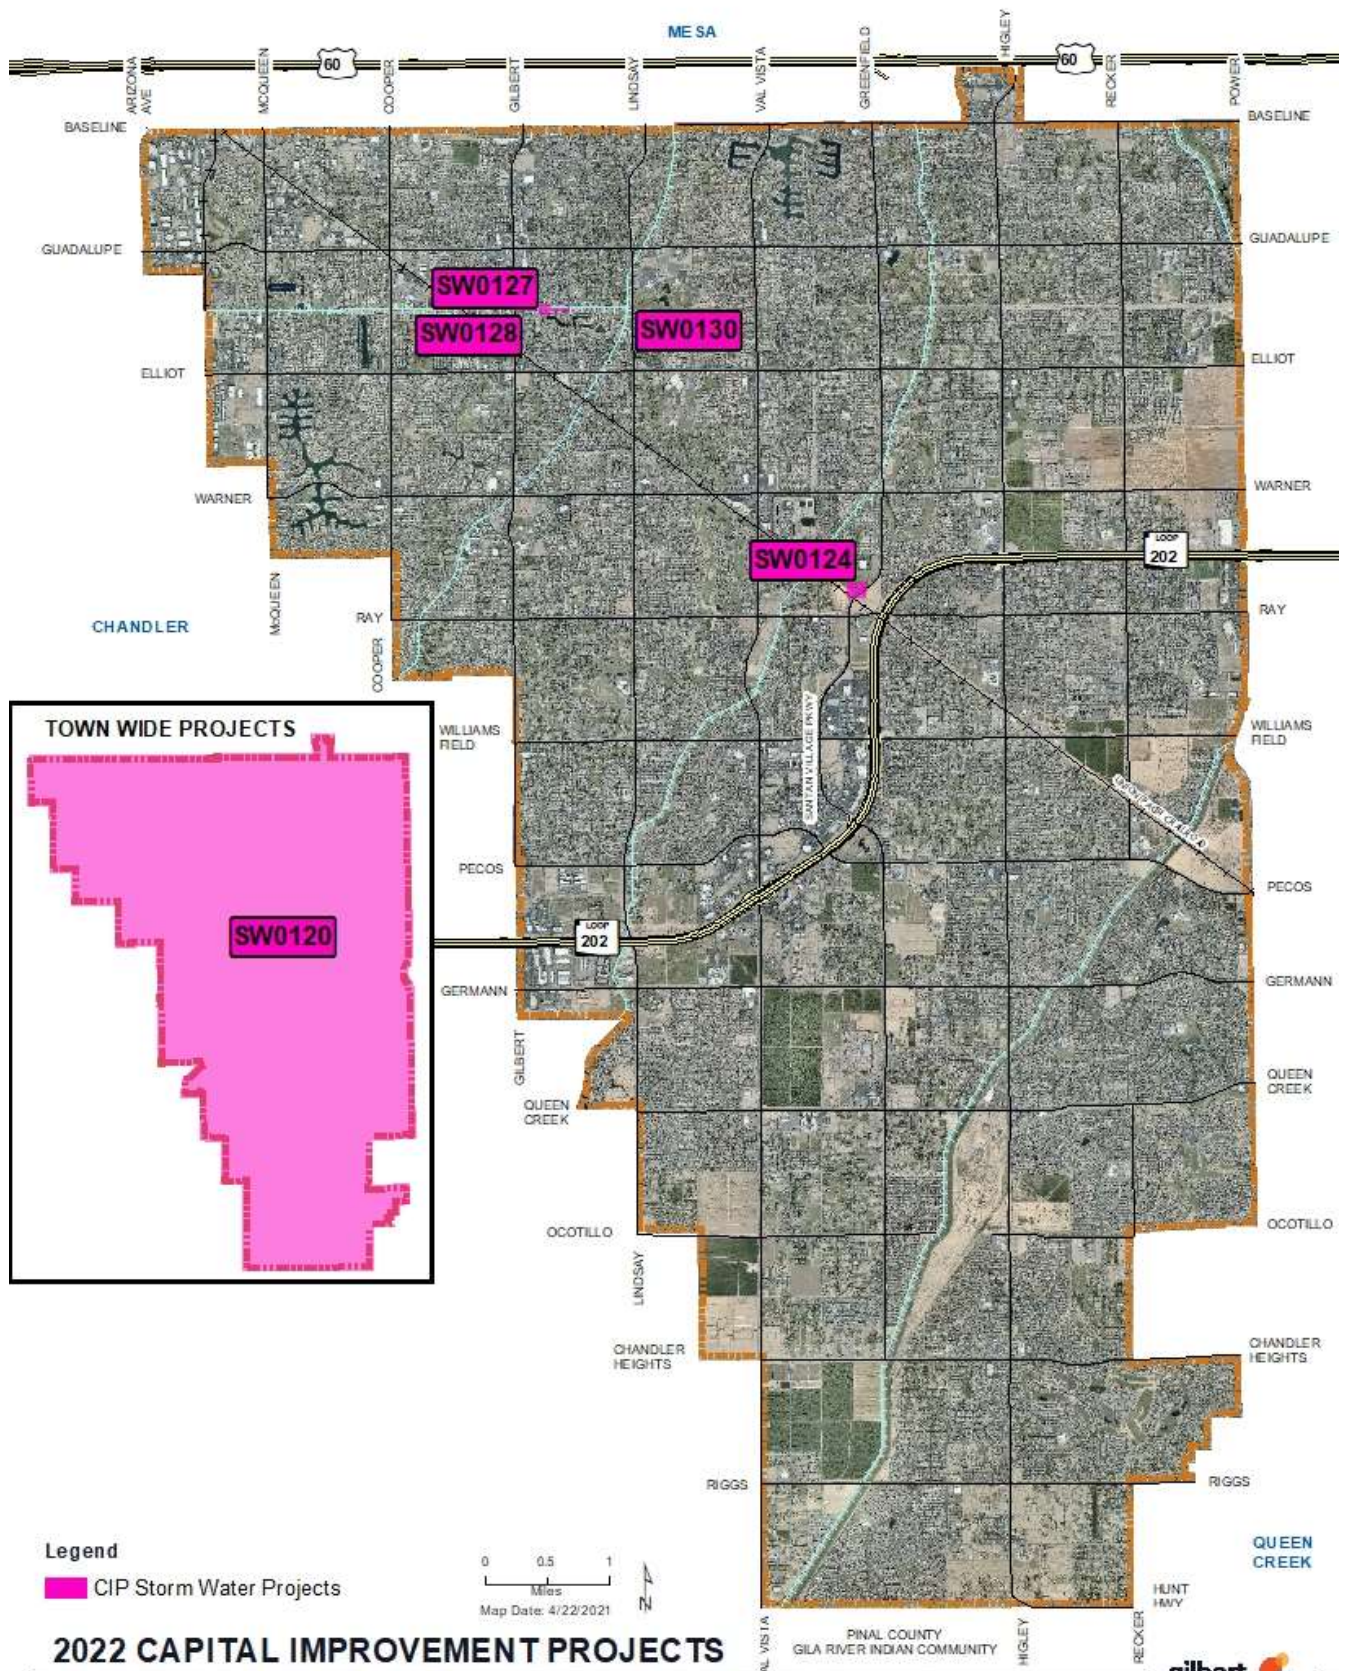 MESA
HIGLEY
60
60
ARIZONA
AVE
MCQUEEN
COOPER
GILBERT
LINDSAY
VAL VISTA
GREENFIELD
RECKER
POWER
BASELINE
BASELINE
GUADALUPE
GUADALUPE
SW0127
SW0128
SW0130
ELLIOT
ELLIOT
WARNER
WARNER
SW0124
LOOP
202
McQUEEN
CHANDLER
RAY
RAY
COOPER
TOWN WIDE PROJECTS
SW0120
WILLIAMS
FIELD
WILLIAMS
FIELD
SANTAN VILLAGE PKWY
PECOS
PECOS
LOOP
202
GERMANN
GERMANN
GILBERT
QUEEN
CREEK
QUEEN
CREEK
OCOTILLO
OCOTILLO
LINDSAY
CHANDLER
HEIGHTS
CHANDLER
HEIGHTS
RIGGS
RIGGS
QUEEN
CREEK
Legend
CIP Storm Water Projects
0 0.5 1
Miles
Map Date: 4/22/2021
N
HUNT
HWY
AL VISTA
PINAL COUNTY
GILA RIVER INDIAN COMMUNITY
HIGLEY
RECKER
2022 CAPITAL IMPROVEMENT PROJECTS
gilbert